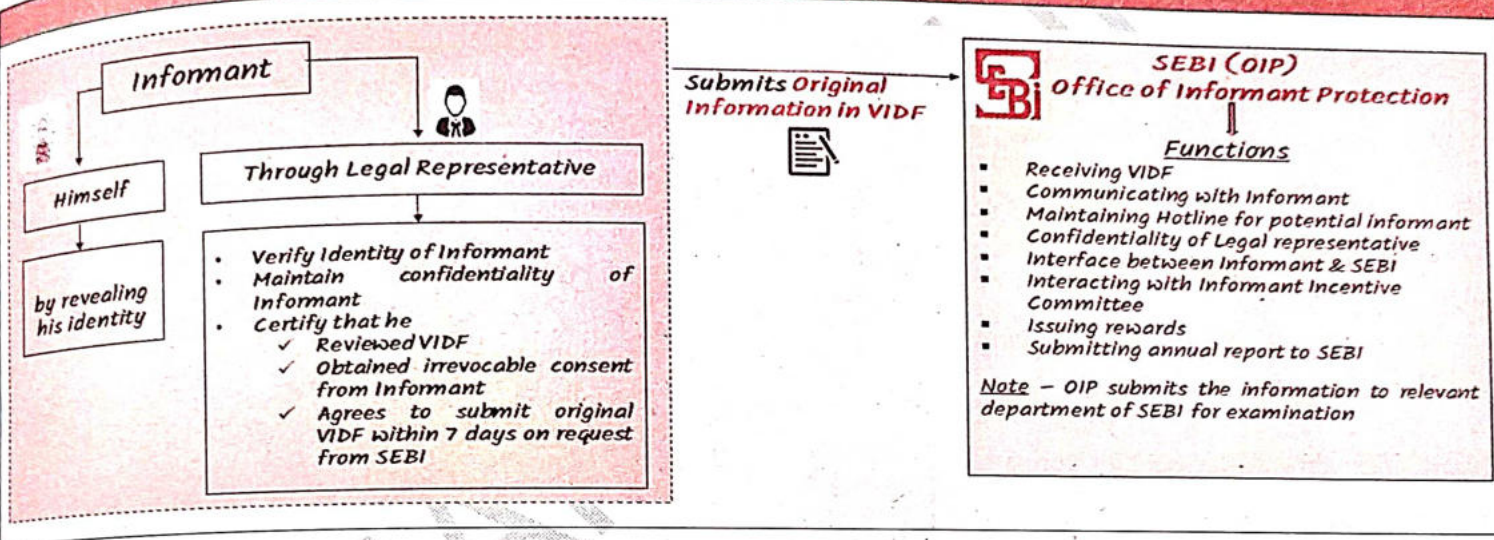 Informant
Himself
by revealing
his identity
Through Legal Representative
• Verify Identity of Informant
• Maintain confidentiality of
Informant
• Certify that he
✓ Reviewed VIDF
✓ Obtained irrevocable consent
from Informant
✓ Agrees to submit original
VIDF within 7 days on request
from SEBI
Submits Original
Information in VIDF
SEBI
SEBI (OIP)
Office of Informant Protection
Functions
▪ Receiving VIDF
▪ Communicating with Informant
▪ Maintaining Hotline for potential informant
▪ Confidentiality of Legal representative
▪ Interface between Informant & SEBI
▪ Interacting with Informant Incentive
Committee
▪ Issuing rewards
▪ Submitting annual report to SEBI
Note – OIP submits the information to relevant
department of SEBI for examination